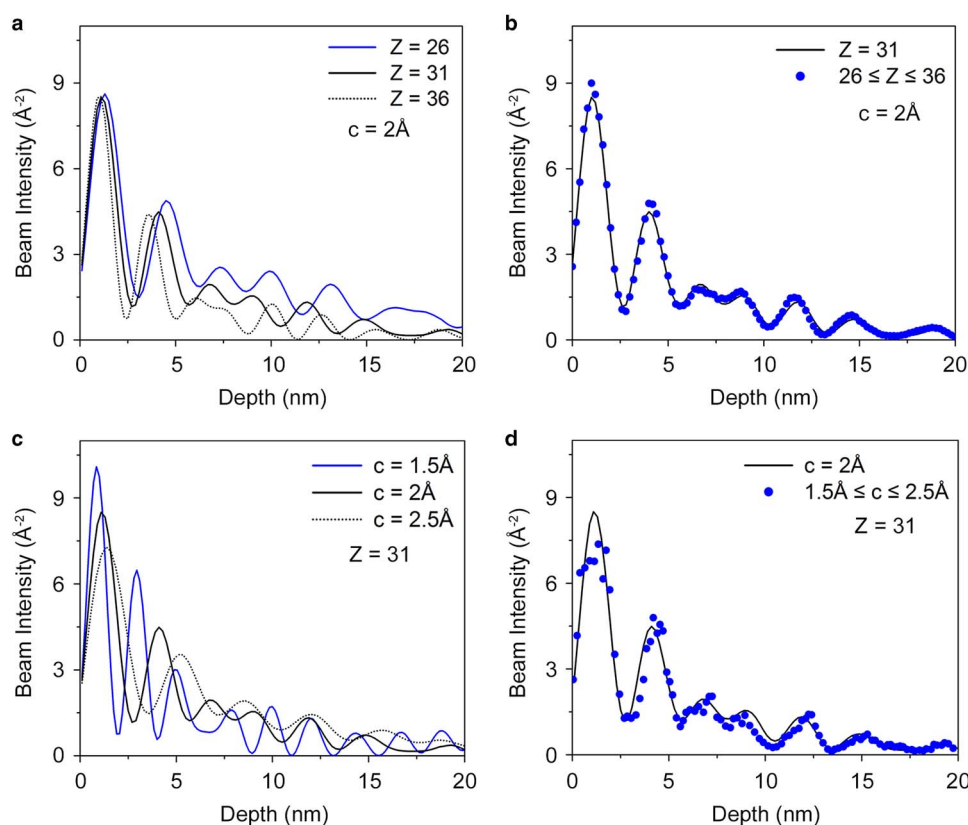 a
Z = 26
Z = 31
Z = 36
c = 2Å
9
6
3
0
0
5
10
15
20
Beam Intensity (Å⁻²)
Depth (nm)
b
Z = 31
26 ≤ Z ≤ 36
c = 2Å
9
6
3
0
0
5
10
15
20
Beam Intensity (Å⁻²)
Depth (nm)
c
c = 1.5Å
c = 2Å
c = 2.5Å
Z = 31
9
6
3
0
0
5
10
15
20
Beam Intensity (Å⁻²)
Depth (nm)
d
c = 2Å
1.5Å ≤ c ≤ 2.5Å
Z = 31
9
6
3
0
0
5
10
15
20
Beam Intensity (Å⁻²)
Depth (nm)